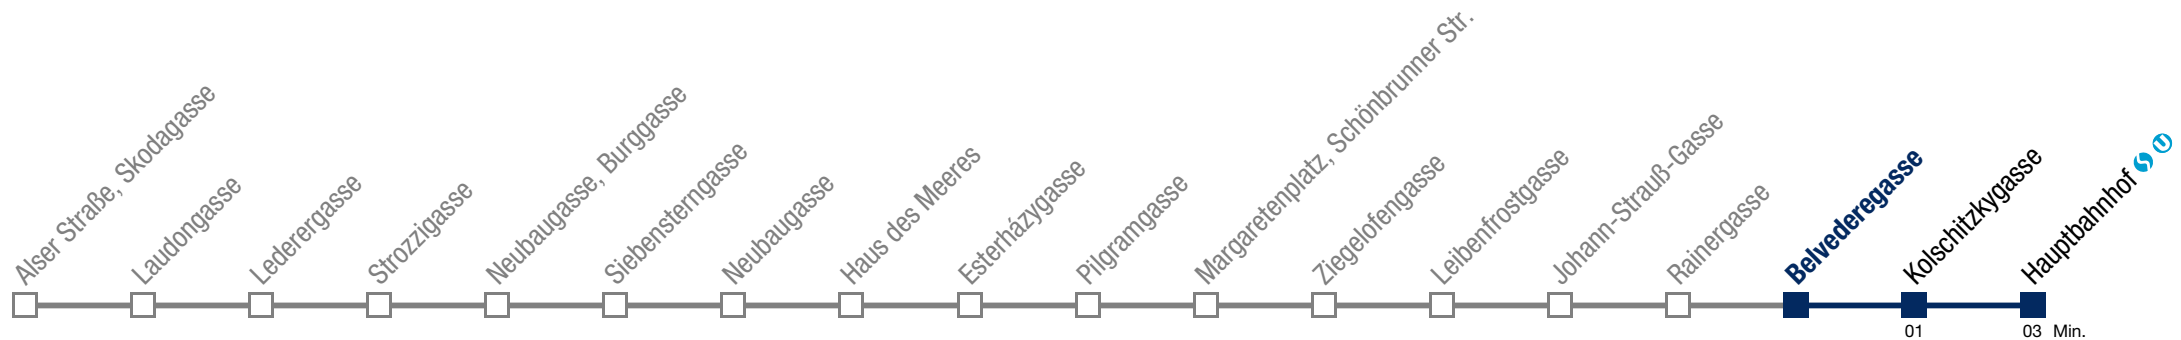 Alser Straße, Skodagasse
Laudongasse
Lederergasse
Strozzigasse
Neubaugasse, Burggasse
Siebensterngasse
Neubaugasse
Haus des Meeres
Esterházygasse
Pilgramgasse
Margaretenplatz, Schönbrunner Str.
Ziegelofengasse
Leibenfrostgasse
Johann-Strauß-Gasse
Rainergasse
Belvederegasse
Kolschitzkygasse
Hauptbahnhof S U
01
03 Min.